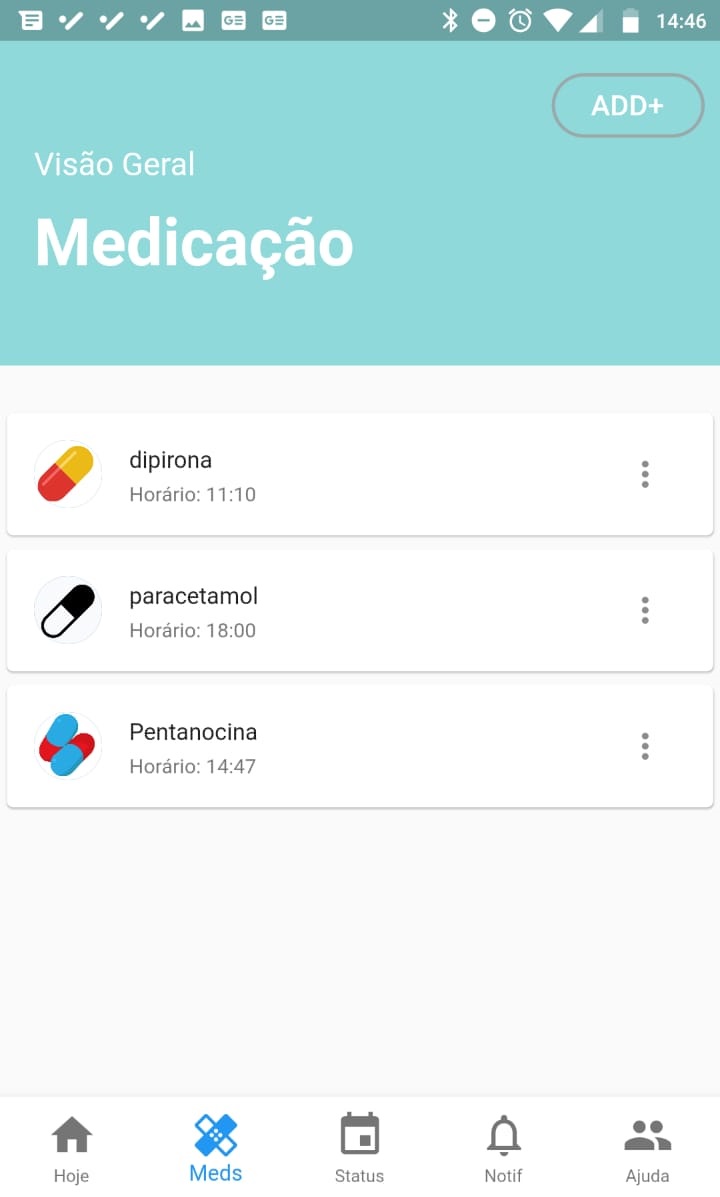 14:46
ADD+
Visão Geral
Medicação
dipirona
Horário: 11:10
paracetamol
Horário: 18:00
Pentanocina
Horário: 14:47
Hoje
Meds
Status
Notif
Ajuda